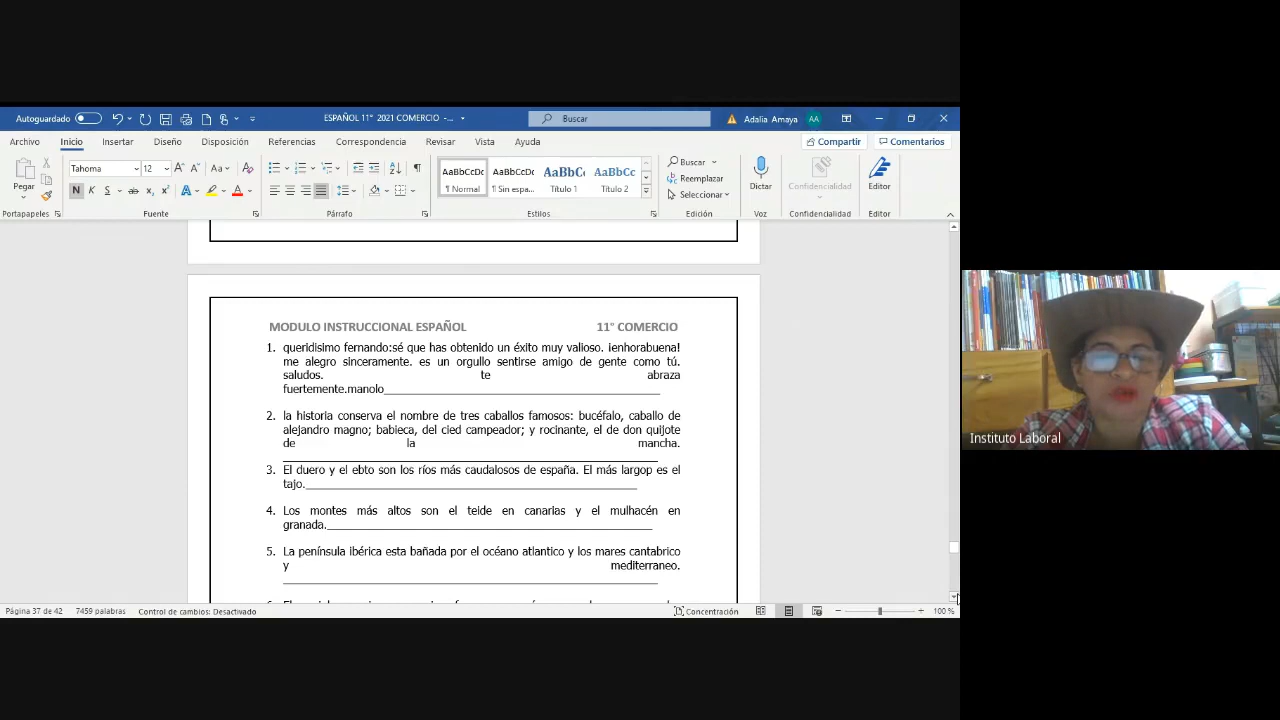 Autoguardado
ESPAÑOL 11° 2021 COMERCIO -...
Buscar
Adalia Amaya
AA
Archivo Inicio Insertar Diseño Disposición Referencias Correspondencia Revisar Vista Ayuda
Compartir Comentarios
Pegar
Tahoma 12
Aa
N K S ab x₂ x² A A
AaBbCcDc AaBbCcDc AaBbC AaBbCc
¶ Normal ¶ Sin espa... Título 1 Título 2
Buscar
Reemplazar
Seleccionar
Dictar
Confidencialidad
Editor
Portapapeles Fuente Párrafo Estilos Edición Voz Confidencialidad Editor
MODULO INSTRUCCIONAL ESPAÑOL 11° COMERCIO
1. queridisimo fernando:sé que has obtenido un éxito muy valioso. ¡enhorabuena!
me alegro sinceramente. es un orgullo sentirse amigo de gente como tú.
saludos. te abraza
fuertemente.manolo
2. la historia conserva el nombre de tres caballos famosos: bucéfalo, caballo de
alejandro magno; babieca, del cied campeador; y rocinante, el de don quijote
de la mancha.
3. El duero y el ebto son los ríos más caudalosos de españa. El más largop es el
tajo.
4. Los montes más altos son el teide en canarias y el mulhacén en
granada.
5. La península ibérica esta bañada por el océano atlantico y los mares cantabrico
y mediterraneo.
Página 37 de 42 7459 palabras Control de cambios: Desactivado
Concentración
100 %
Instituto Laboral